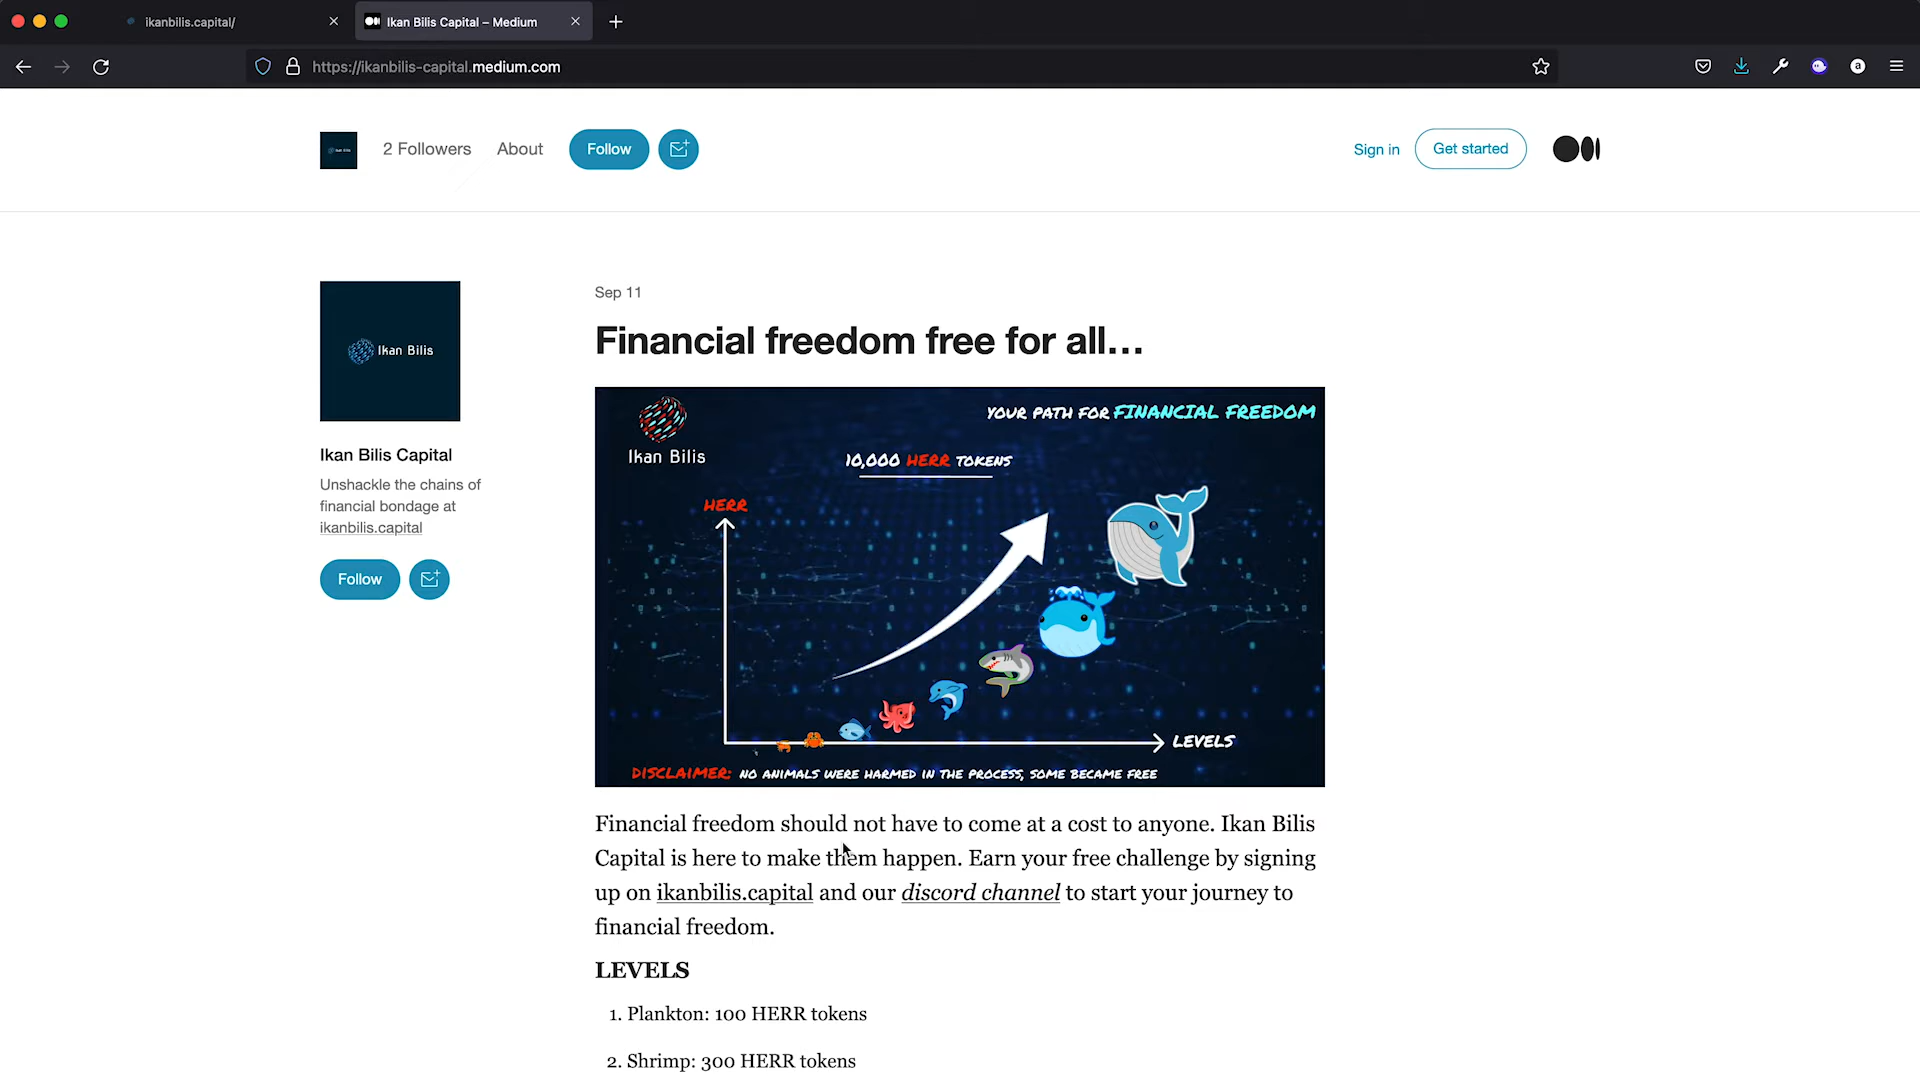 ikanbilis.capital/
Ikan Bilis Capital – Medium
https://ikanbilis-capital.medium.com
2 Followers
About
Follow
Sign in
Get started
Ikan Bilis
Ikan Bilis Capital
Unshackle the chains of
financial bondage at
ikanbilis.capital
Follow
Sep 11
Financial freedom free for all…
Ikan Bilis
YOUR PATH FOR FINANCIAL FREEDOM
10,000 HERR TOKENS
HERR
LEVELS
DISCLAIMER: NO ANIMALS WERE HARMED IN THE PROCESS, SOME BECAME FREE
Financial freedom should not have to come at a cost to anyone. Ikan Bilis
Capital is here to make them happen. Earn your free challenge by signing
up on ikanbilis.capital and our discord channel to start your journey to
financial freedom.
LEVELS
1. Plankton: 100 HERR tokens
2. Shrimp: 300 HERR tokens